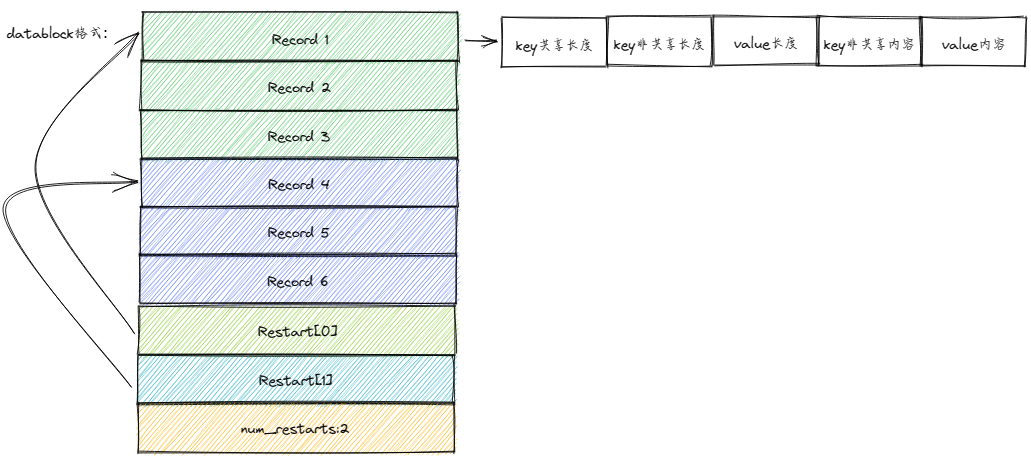 datablock格式:
Record 1
key共享长度
key非共享长度
value长度
key非共享内容
value内容
Record 2
Record 3
Record 4
Record 5
Record 6
Restart[0]
Restart[1]
num_restarts:2